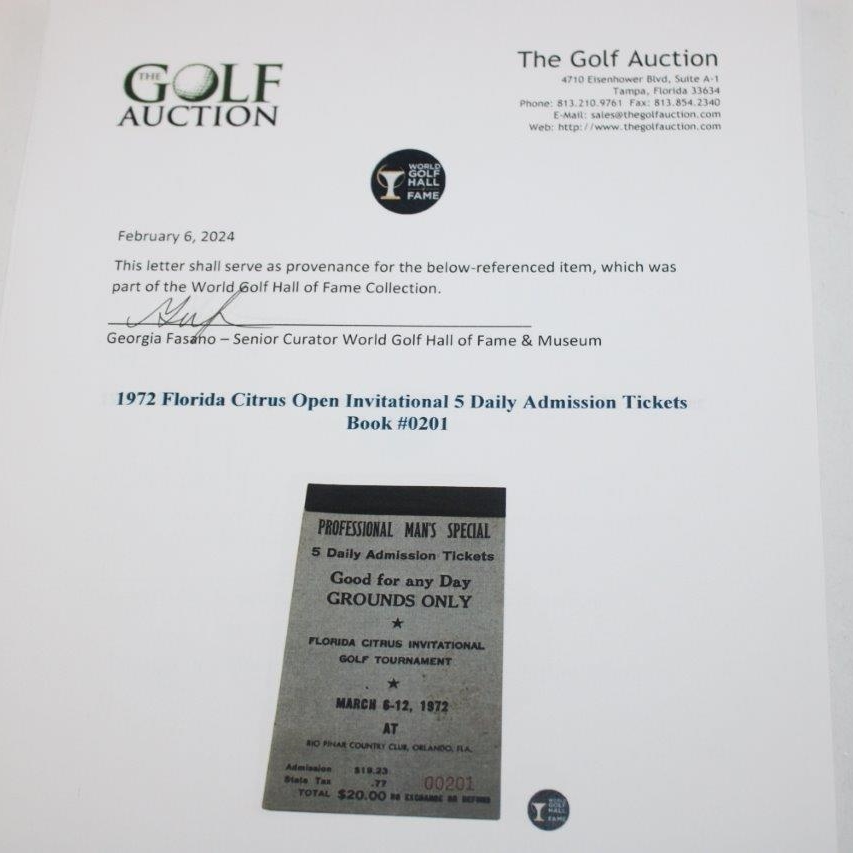 THE
GOLF
AUCTION
The Golf Auction
4710 Eisenhower Blvd, Suite A-1
Tampa, Florida 33634
Phone: 813.210.9761 Fax: 813.854.2340
E-Mail: sales@thegolfauction.com
Web: http://www.thegolfauction.com
WORLD
GOLF
HALL
OF
FAME
February 6, 2024
This letter shall serve as provenance for the below-referenced item, which was
part of the World Golf Hall of Fame Collection.
Georgia Fasano – Senior Curator World Golf Hall of Fame & Museum
1972 Florida Citrus Open Invitational 5 Daily Admission Tickets
Book #0201
PROFESSIONAL MAN'S SPECIAL
5 Daily Admission Tickets
Good for any Day
GROUNDS ONLY
FLORIDA CITRUS INVITATIONAL
GOLF TOURNAMENT
MARCH 6-12, 1972
AT
RIO PINAR COUNTRY CLUB, ORLANDO, FLA.
Admission $19.23
State Tax .77
00201
TOTAL $20.00 NO EXCHANGE OR REFUND
WORLD
GOLF
HALL
OF
FAME